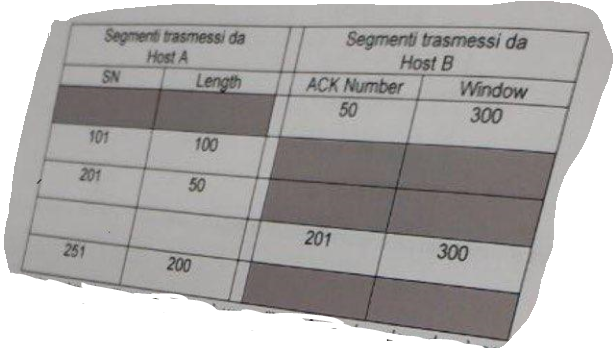 Segmenti trasmessi da
Host A
Segmenti trasmessi da
Host B
SN Length ACK Number Window
50 300
101 100
201 50
201 300
251 200